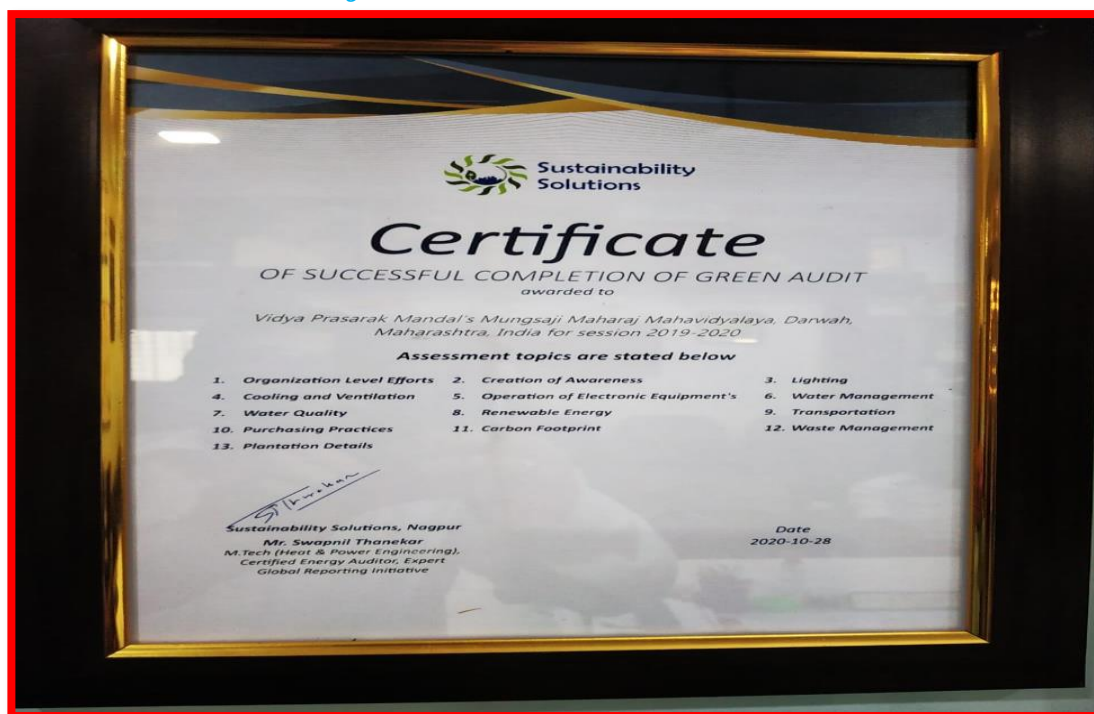 Sustainability
Solutions
Certificate
OF SUCCESSFUL COMPLETION OF GREEN AUDIT
awarded to
Vidya Prasarak Mandal's Mungsaji Maharaj Mahavidyalaya, Darwah,
Maharashtra, India for session 2019-2020
Assessment topics are stated below
1. Organization Level Efforts 2. Creation of Awareness 3. Lighting
4. Cooling and Ventilation 5. Operation of Electronic Equipment's 6. Water Management
7. Water Quality 8. Renewable Energy 9. Transportation
10. Purchasing Practices 11. Carbon Footprint 12. Waste Management
13. Plantation Details
Sustainability Solutions, Nagpur
Mr. Swapnil Thanekar
M.Tech (Heat & Power Engineering),
Certified Energy Auditor, Expert
Global Reporting Initiative
Date
2020-10-28